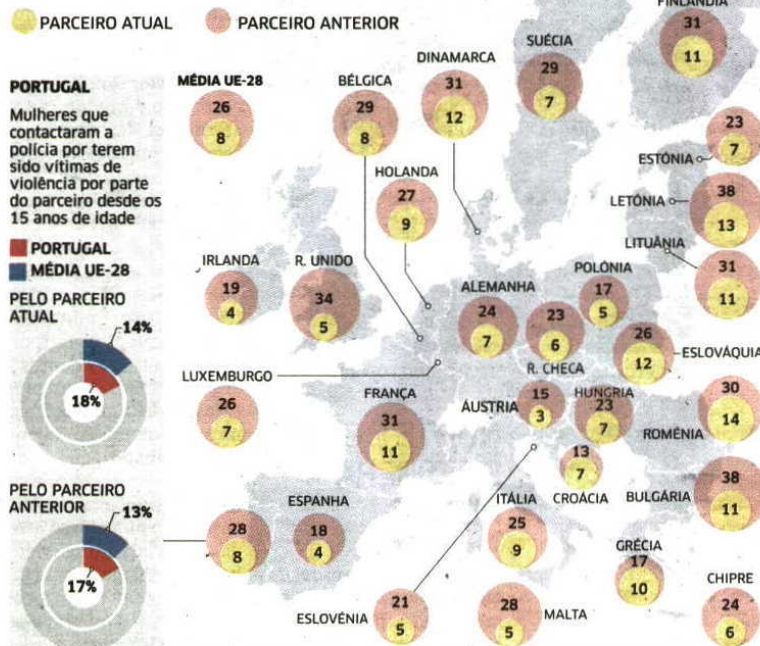 PARCEIRO ATUAL
PARCEIRO ANTERIOR
PORTUGAL
Mulheres que
contactaram a
polícia por terem
sido vítimas de
violência por parte
do parceiro desde os
15 anos de idade
PORTUGAL
MÉDIA UE-28
PELO PARCEIRO
ATUAL
14%
18%
PELO PARCEIRO
ANTERIOR
13%
17%
MÉDIA UE-28
26
8
BÉLGICA
29
8
DINAMARCA
31
12
SUÉCIA
29
7
FINLÂNDIA
31
11
HOLANDA
27
9
23
7
ESTÓNIA
LETÓNIA
38
13
LITUÂNIA
31
11
IRLANDA
19
4
R. UNIDO
34
5
ALEMANHA
24
7
23
6
R. CHECA
POLÓNIA
17
5
26
12
ESLOVÁQUIA
LUXEMBURGO
26
7
FRANÇA
31
11
ÁUSTRIA
15
3
HUNGRIA
23
7
30
14
ROMÉNIA
13
7
CROÁCIA
38
11
BULGÁRIA
28
8
ESPANHA
18
4
ITÁLIA
25
9
GRÉCIA
17
10
CHIPRE
24
6
ESLOVÉNIA
21
5
28
5
MALTA